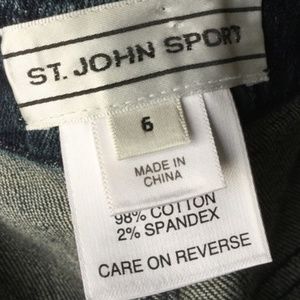 ST. JOHN SPORT
6
MADE IN
CHINA
98% COTTON
2% SPANDEX
CARE ON REVERSE